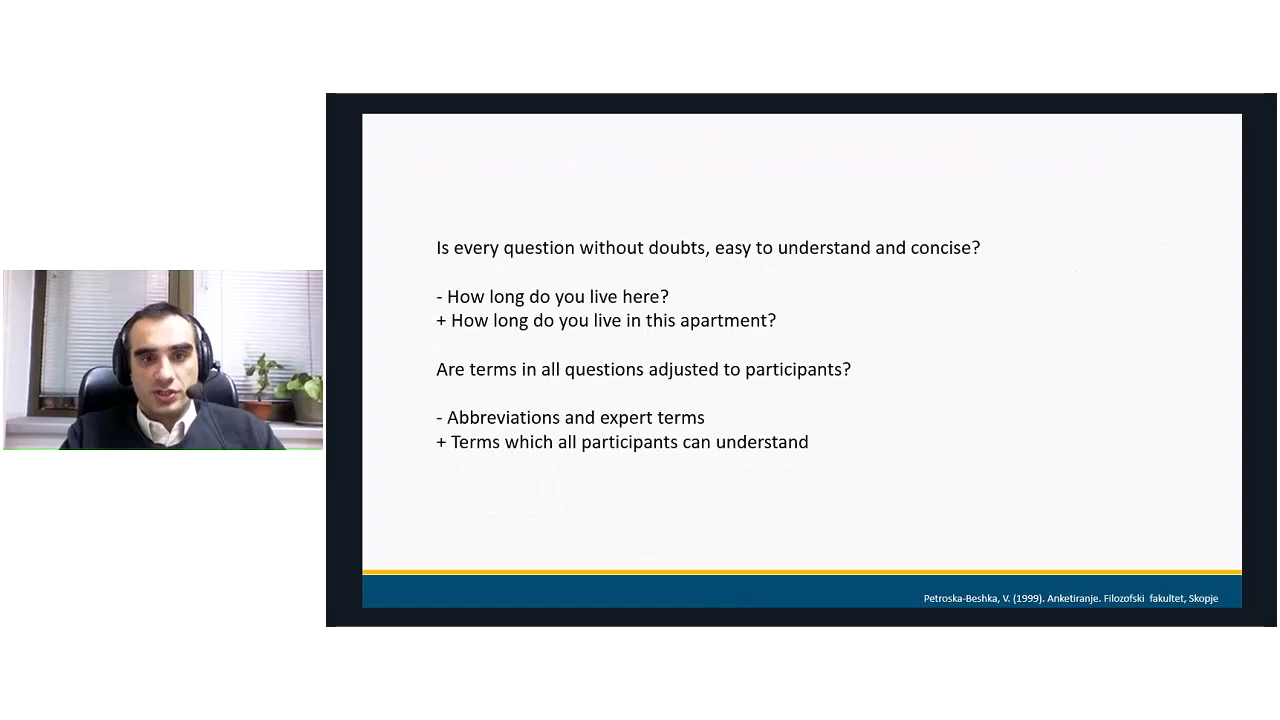 Is every question without doubts, easy to understand and concise?
- How long do you live here?
+ How long do you live in this apartment?
Are terms in all questions adjusted to participants?
- Abbreviations and expert terms
+ Terms which all participants can understand
Petroska-Beshka, V. (1999). Anketiranje. Filozofski fakultet, Skopje